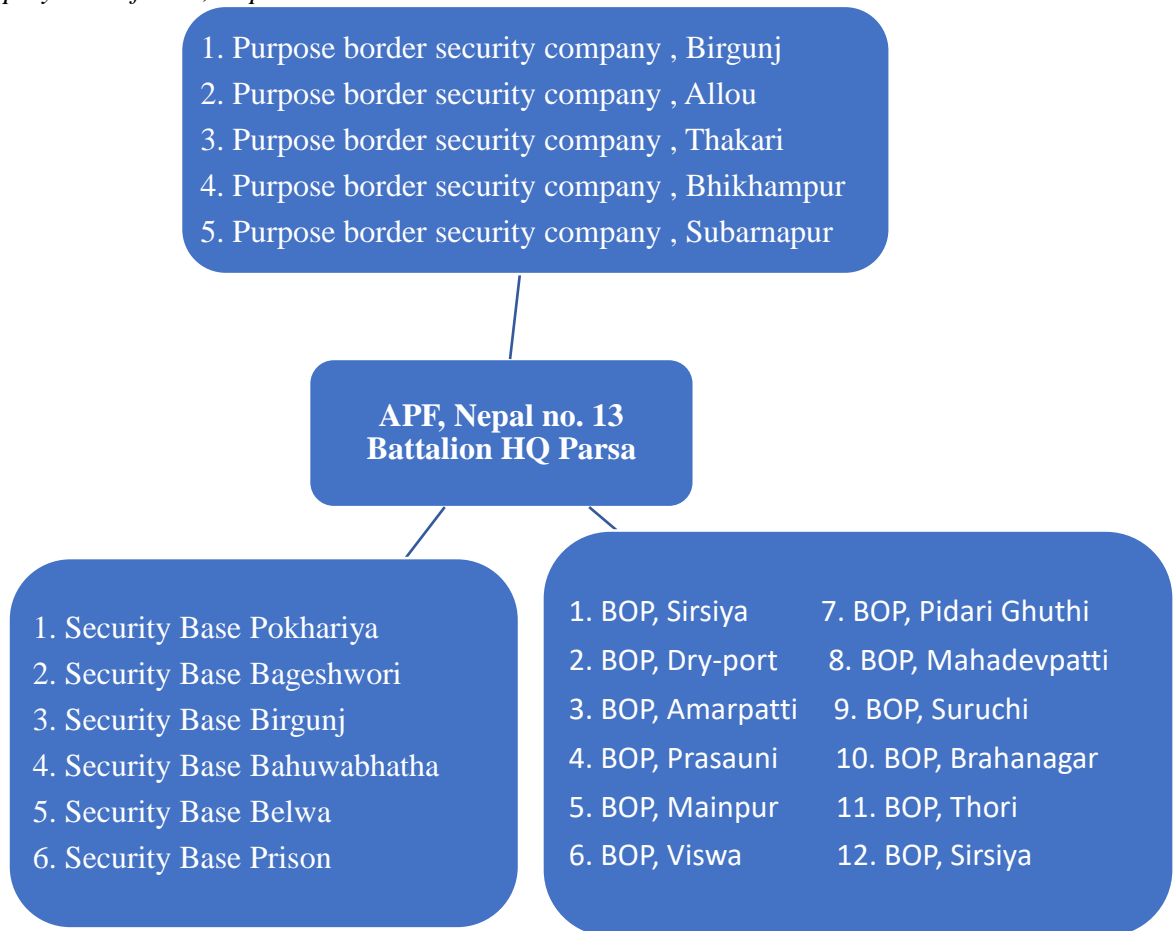 1. Purpose border security company , Birgunj
2. Purpose border security company , Allou
3. Purpose border security company , Thakari
4. Purpose border security company , Bhikhampur
5. Purpose border security company , Subarnapur
APF, Nepal no. 13
Battalion HQ Parsa
1. Security Base Pokhariya
2. Security Base Bageshwori
3. Security Base Birgunj
4. Security Base Bahuwabhatha
5. Security Base Belwa
6. Security Base Prison
1. BOP, Sirsiya 7. BOP, Pidari Ghuthi
2. BOP, Dry-port 8. BOP, Mahadevpatti
3. BOP, Amarpatti 9. BOP, Suruchi
4. BOP, Prasauni 10. BOP, Brahanagar
5. BOP, Mainpur 11. BOP, Thori
6. BOP, Viswa 12. BOP, Sirsiya